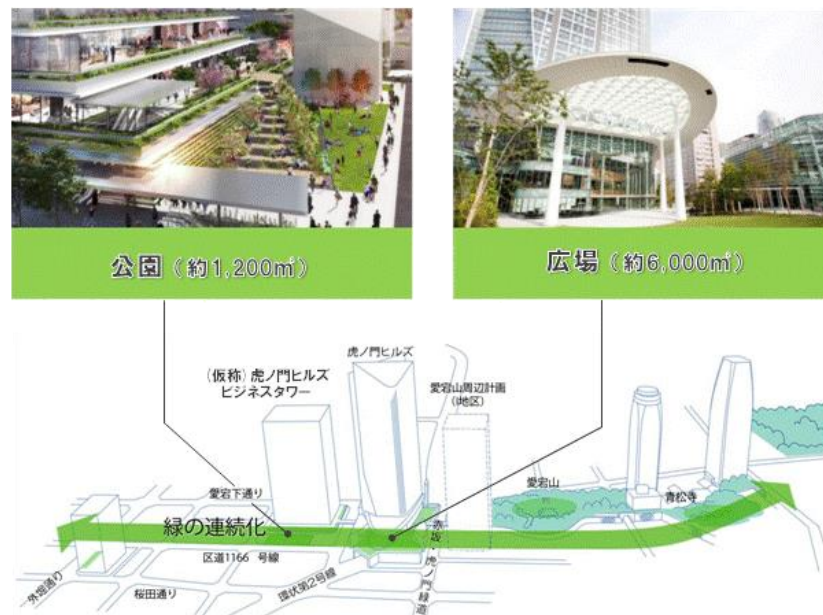 公園（約1,200㎡）
広場（約6,000㎡）
虎ノ門ヒルズ
（仮称）虎ノ門ヒルズ
ビジネスタワー
愛宕山周辺計画
（I地区）
愛宕山
青松寺
愛宕下通り
緑の連続化
区道1166 号線
赤坂・虎ノ門緑道
外堀通り
桜田通り
環状第2号線